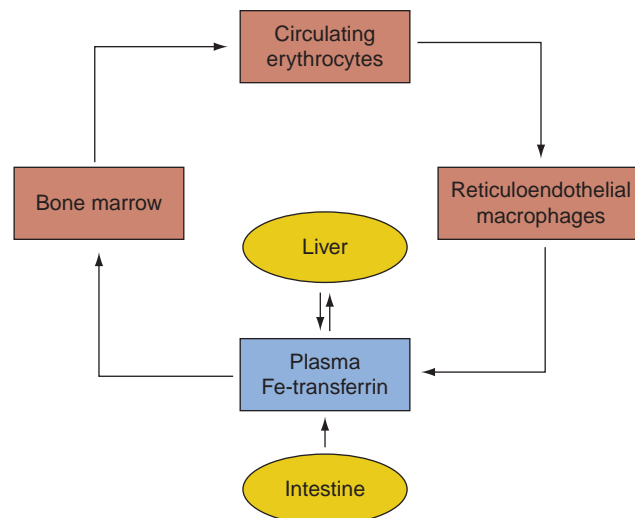 Circulating
erythrocytes
Bone marrow
Reticuloendothelial
macrophages
Liver
Plasma
Fe-transferrin
Intestine